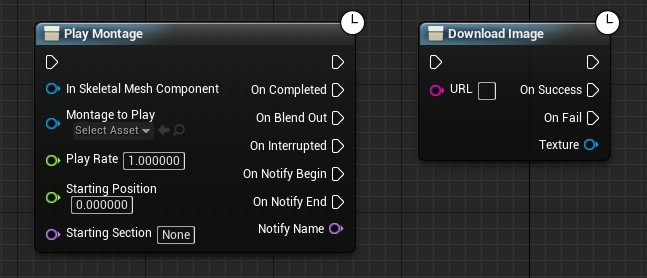 Play Montage
In Skeletal Mesh Component
On Completed
Montage to Play
Select Asset
On Blend Out
On Interrupted
Play Rate 1.000000
On Notify Begin
Starting Position
0.000000
On Notify End
Starting Section None
Notify Name
Download Image
URL
On Success
On Fail
Texture